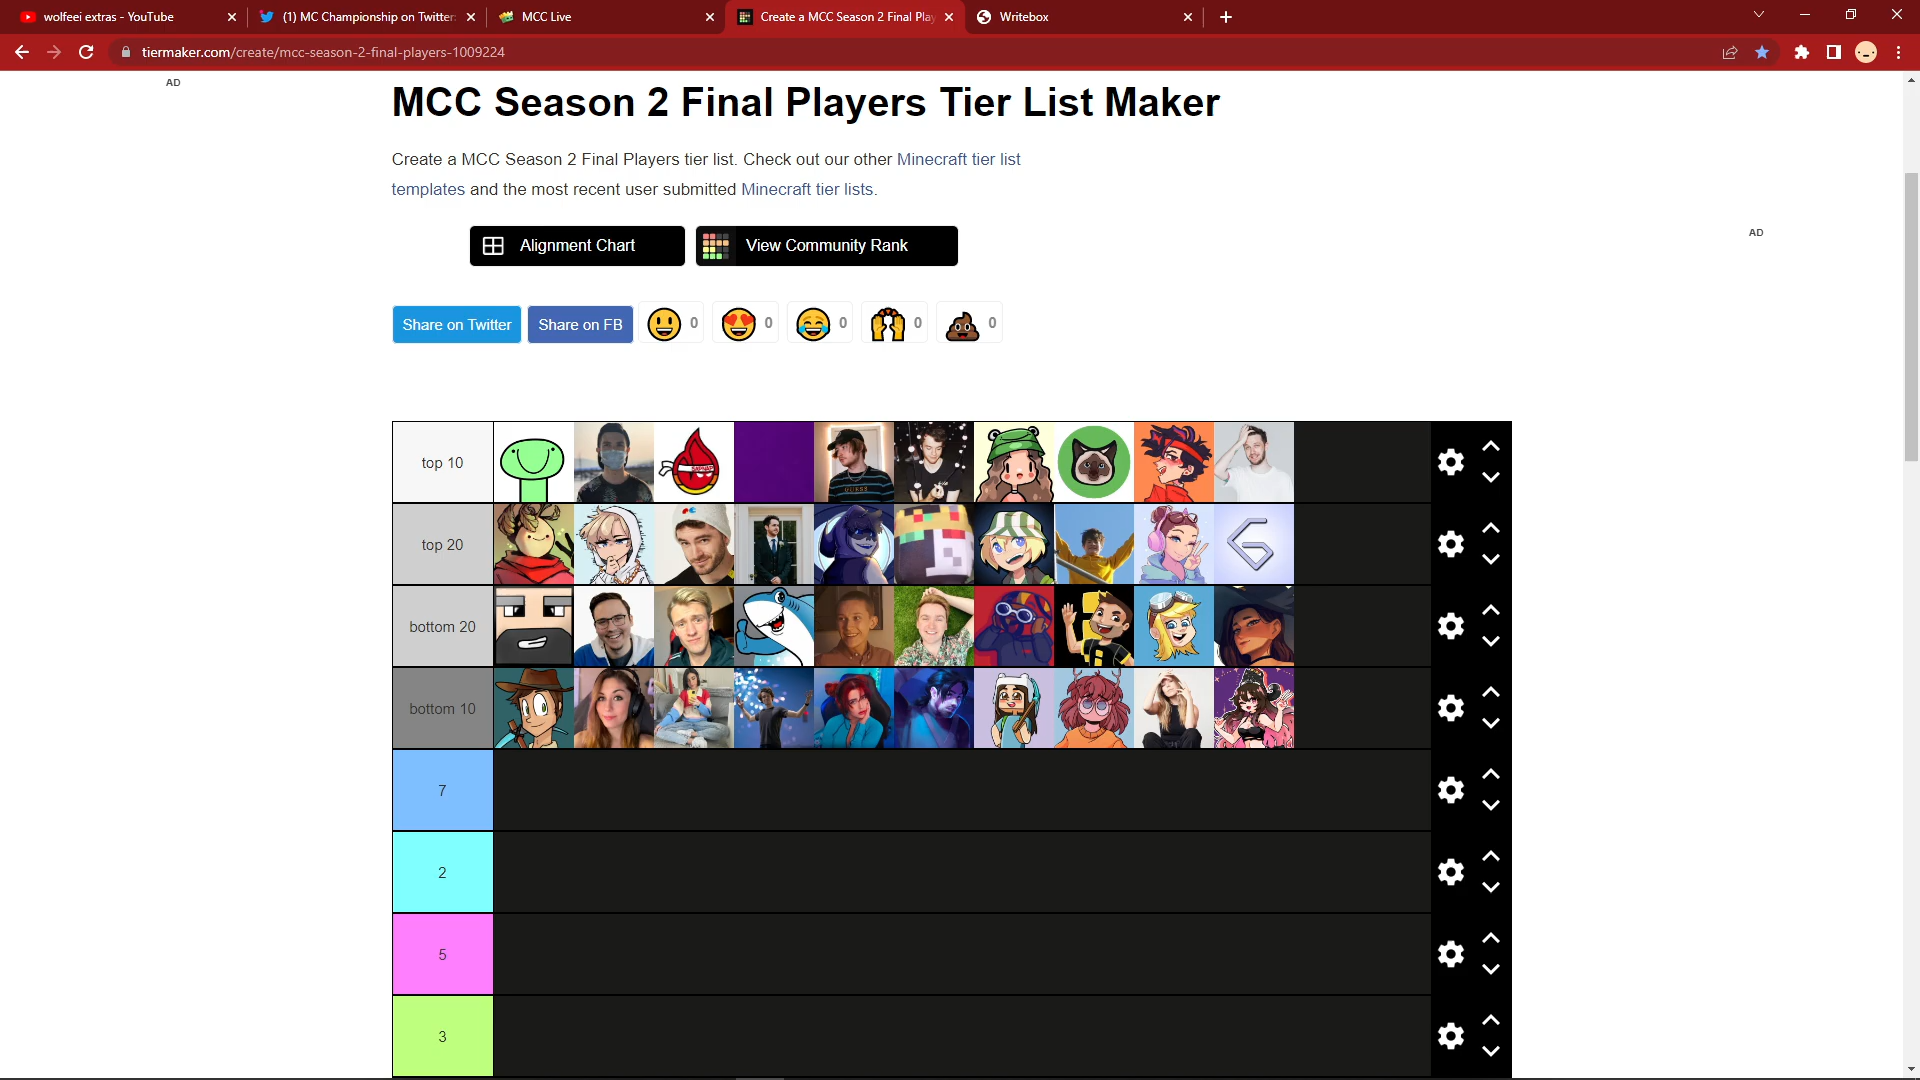 wolfeei extras - YouTube
(1) MC Championship on Twitter:
MCC Live
Create a MCC Season 2 Final Play
Writebox
tiermaker.com/create/mcc-season-2-final-players-1009224
AD
MCC Season 2 Final Players Tier List Maker
Create a MCC Season 2 Final Players tier list. Check out our other Minecraft tier list
templates and the most recent user submitted Minecraft tier lists.
AD
Alignment Chart
View Community Rank
Share on Twitter
Share on FB
0
0
0
0
0
top 10
top 20
bottom 20
bottom 10
7
2
5
3